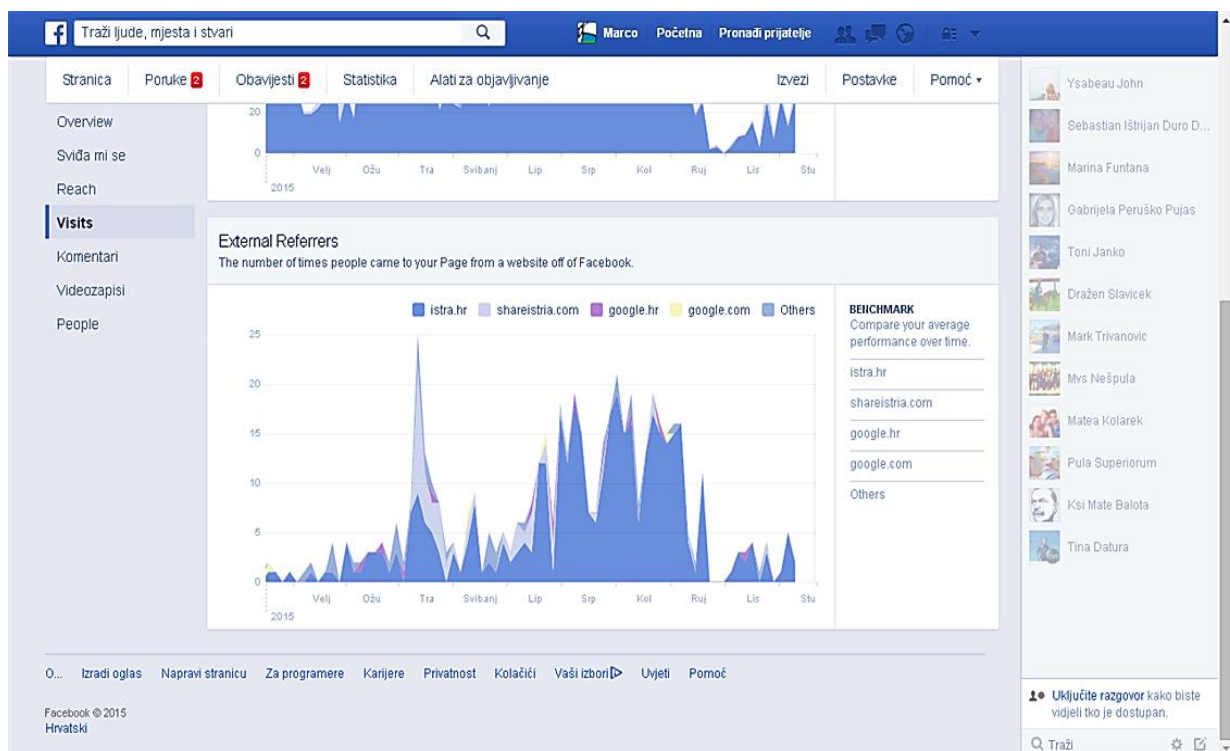 f Traži ljude, mjesta i stvari Marco Početna Pronađi prijatelje
Stranica Poruke 2 Obavijesti 2 Statistika Alati za objavljivanje Izvezi Postavke Pomoć
Overview
Sviđa mi se
Reach
Visits
Komentari
Videozapisi
People
20
0
Velj Ožu Tra Svibanj Lip Srp Kol Ruj Lis Stu
2015
External Referrers
The number of times people came to your Page from a website off of Facebook.
istra.hr shareistria.com google.hr google.com Others
25
20
15
10
5
0
Velj Ožu Tra Svibanj Lip Srp Kol Ruj Lis Stu
2015
BENCHMARK
Compare your average
performance over time.
istra.hr
shareistria.com
google.hr
google.com
Others
O... Izradi oglas Napravi stranicu Za programere Karijere Privatnost Kolačići Vaši izbori Uvjeti Pomoć
Facebook © 2015
Hrvatski
Ysabeau John
Sebastian Ištrijan Duro D...
Marina Funtana
Gabrijela Peruško Pujas
Toni Janko
Dražen Slavicek
Mark Trivanovic
Mvs Nešpula
Matea Kolarek
Pula Superiorum
Ksi Mate Balota
Tina Datura
Uključite razgovor kako biste
vidjeli tko je dostupan.
Traži